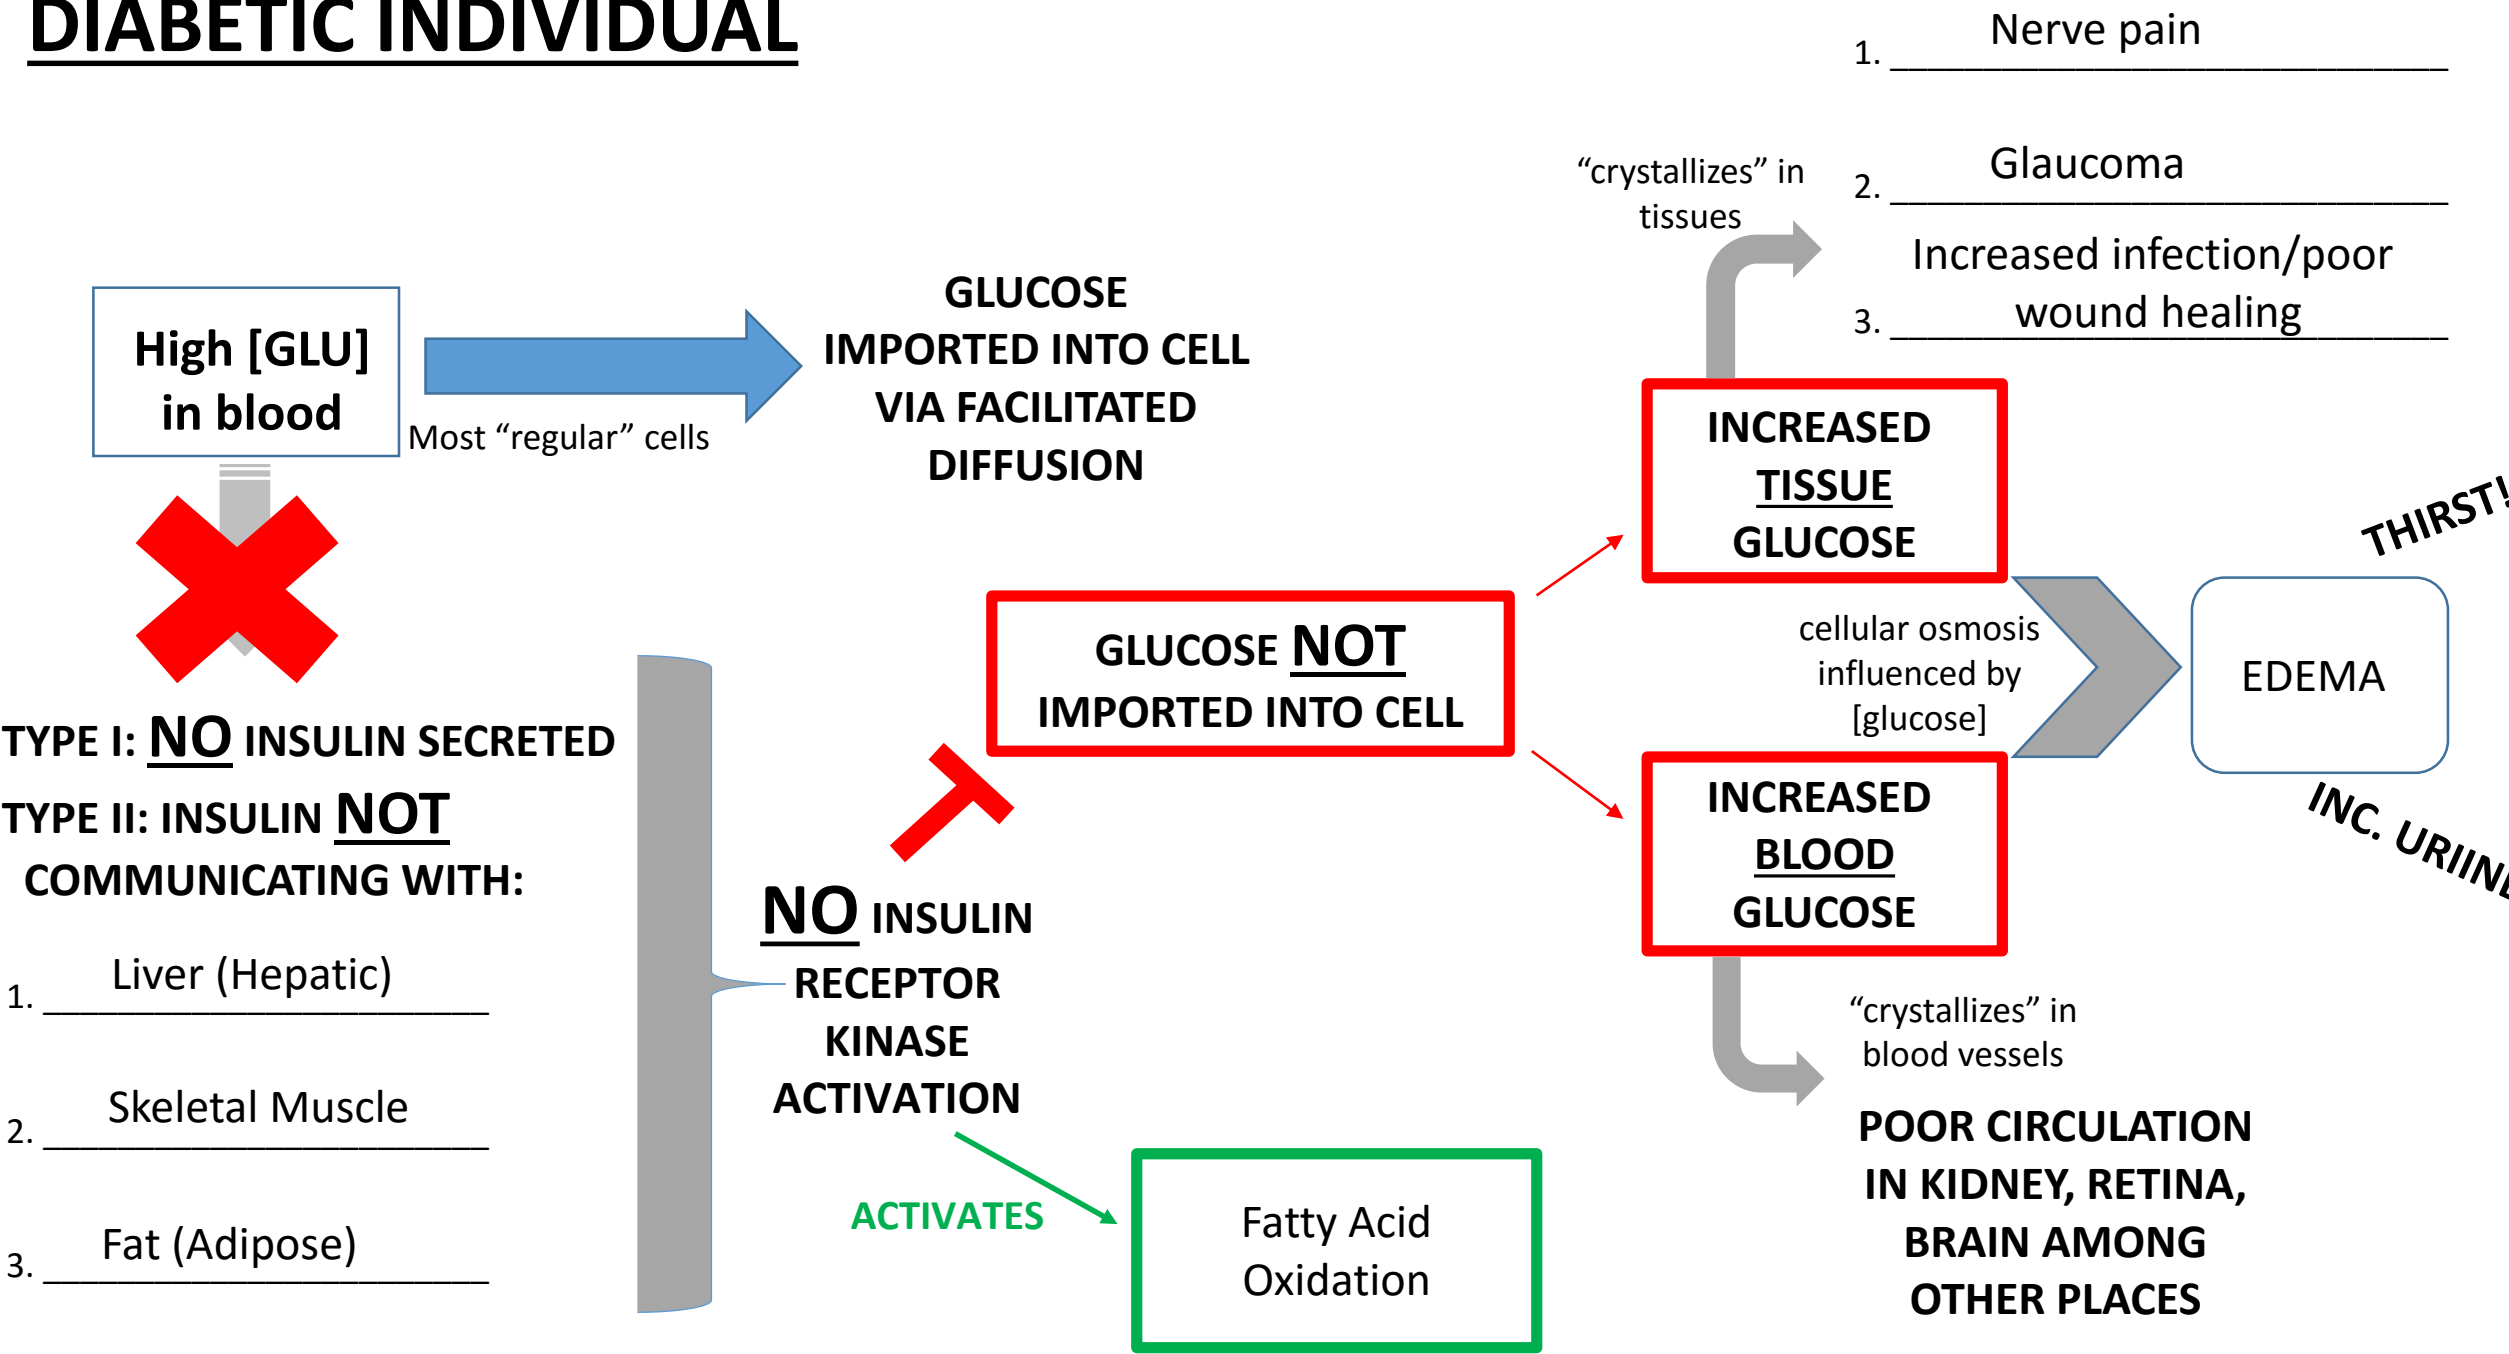 DIABETIC INDIVIDUAL
High [GLU]
in blood
Most “regular” cells
GLUCOSE
IMPORTED INTO CELL
VIA FACILITATED
DIFFUSION
TYPE I: NO INSULIN SECRETED
TYPE II: INSULIN NOT
COMMUNICATING WITH:
1. Liver (Hepatic)
2. Skeletal Muscle
3. Fat (Adipose)
NO INSULIN
RECEPTOR
KINASE
ACTIVATION
ACTIVATES
Fatty Acid
Oxidation
GLUCOSE NOT
IMPORTED INTO CELL
INCREASED
TISSUE
GLUCOSE
“crystallizes” in
tissues
1. Nerve pain
2. Glaucoma
Increased infection/poor
3. wound healing
cellular osmosis
influenced by
[glucose]
THIRST!
EDEMA
INC. URIINE
INCREASED
BLOOD
GLUCOSE
“crystallizes” in
blood vessels
POOR CIRCULATION
IN KIDNEY, RETINA,
BRAIN AMONG
OTHER PLACES